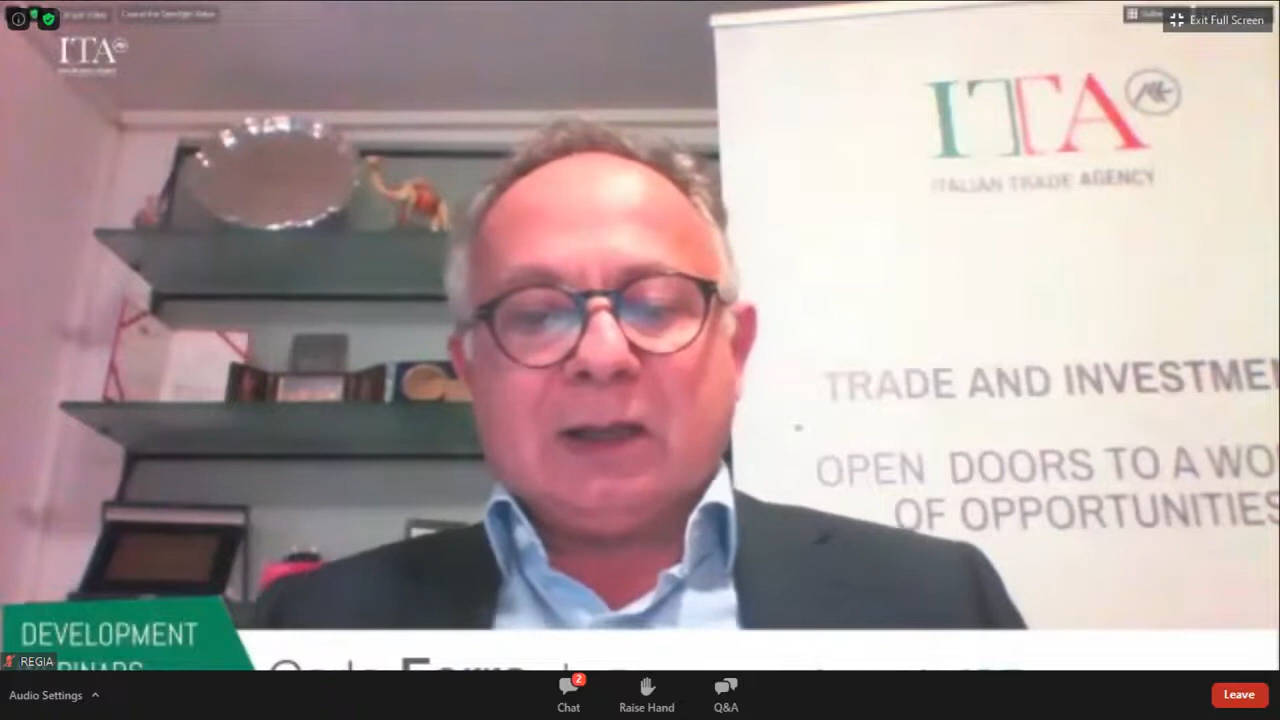 Exit Full Screen
ITA
ITA
ITALIAN TRADE AGENCY
TRADE AND INVESTME
OPEN DOORS TO A WO
OF OPPORTUNITIES
DEVELOPMENT
REGIA
Audio Settings
2
Chat
Raise Hand
Q&A
Leave